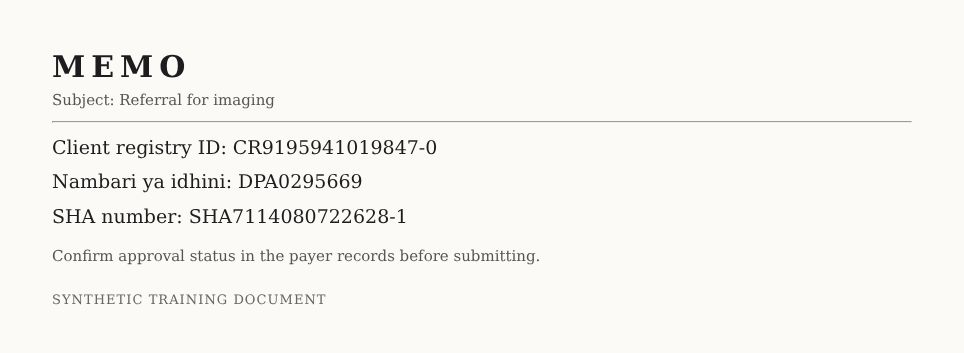 MEMO
Subject: Referral for imaging
Client registry ID: CR9195941019847-0
Nambari ya idhini: DPA0295669
SHA number: SHA7114080722628-1
Confirm approval status in the payer records before submitting.
SYNTHETIC TRAINING DOCUMENT